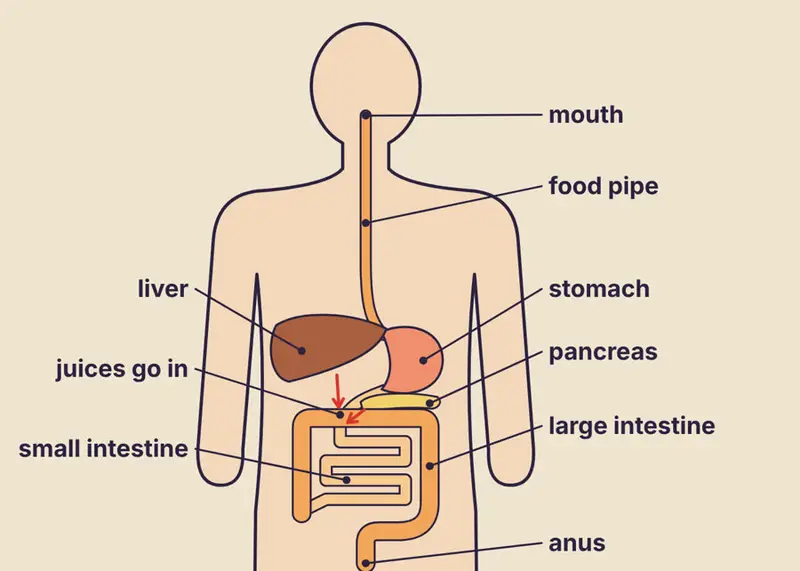 mouth
food pipe
liver
stomach
pancreas
juices go in
large intestine
small intestine
anus